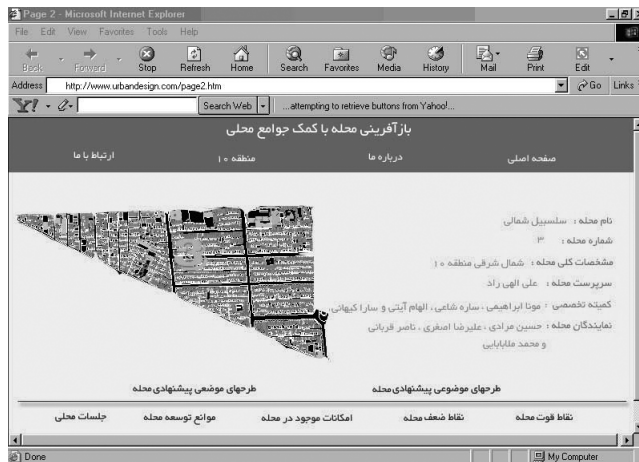 Page 2 - Microsoft Internet Explorer
File Edit View Favorites Tools Help
Back Forward Stop Refresh Home Search Favorites Media History Mail Print Edit
Address http://www.urbandesign.com/page2.htm Go Links
Y! Search Web ...attempting to retrieve buttons from Yahoo!...
بازآفرینی محله با کمک جوامع محلی
صفحه اصلی درباره ما منطقه ۱۰ ارتباط با ما
نام محله : سلسبیل شمالی
شماره محله : ۳
مشخصات کلی محله : شمال شرقی منطقه ۱۰
سرپرست محله : علی الهی راد
کمیته تخصصی : مونا ابراهیمی ، ساره شاعی ، الهام آیتی و سارا کیهانی
نمایندگان محله : حسین مرادی ، علیرضا اصغری ، ناصر قربانی
و محمد ملابابایی
طرحهای موضوعی پیشنهادی محله طرحهای موضعی پیشنهادی محله
نقاط قوت محله نقاط ضعف محله امکانات موجود در محله موانع توسعه محله جلسات محلی
Done My Computer